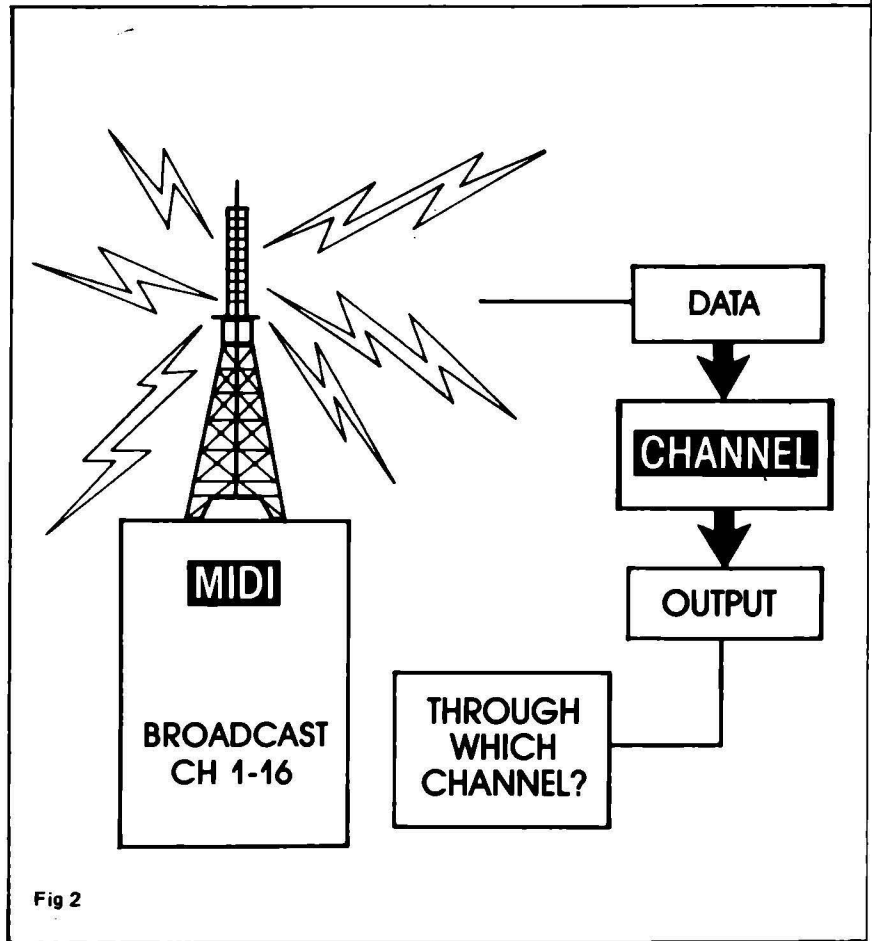 MIDI
BROADCAST
CH 1-16
DATA
CHANNEL
OUTPUT
THROUGH
WHICH
CHANNEL?
Fig 2